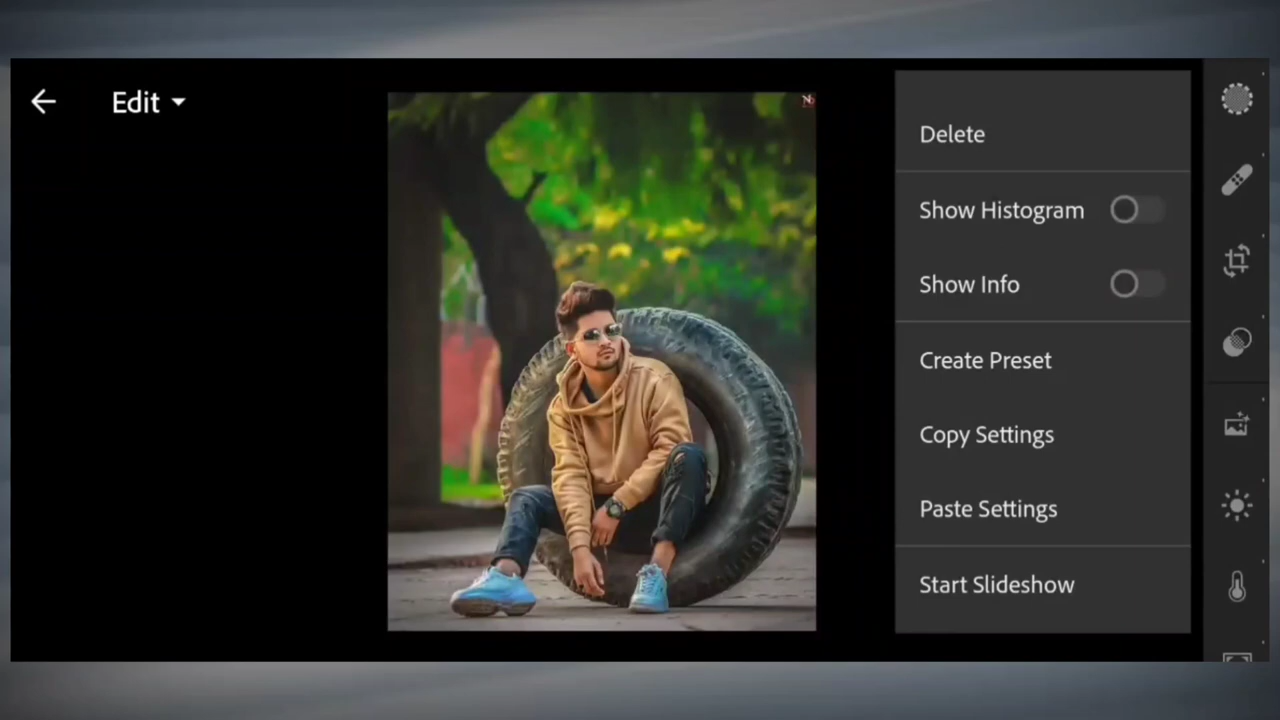 Edit
Delete
Show Histogram
Show Info
Create Preset
Copy Settings
Paste Settings
Start Slideshow